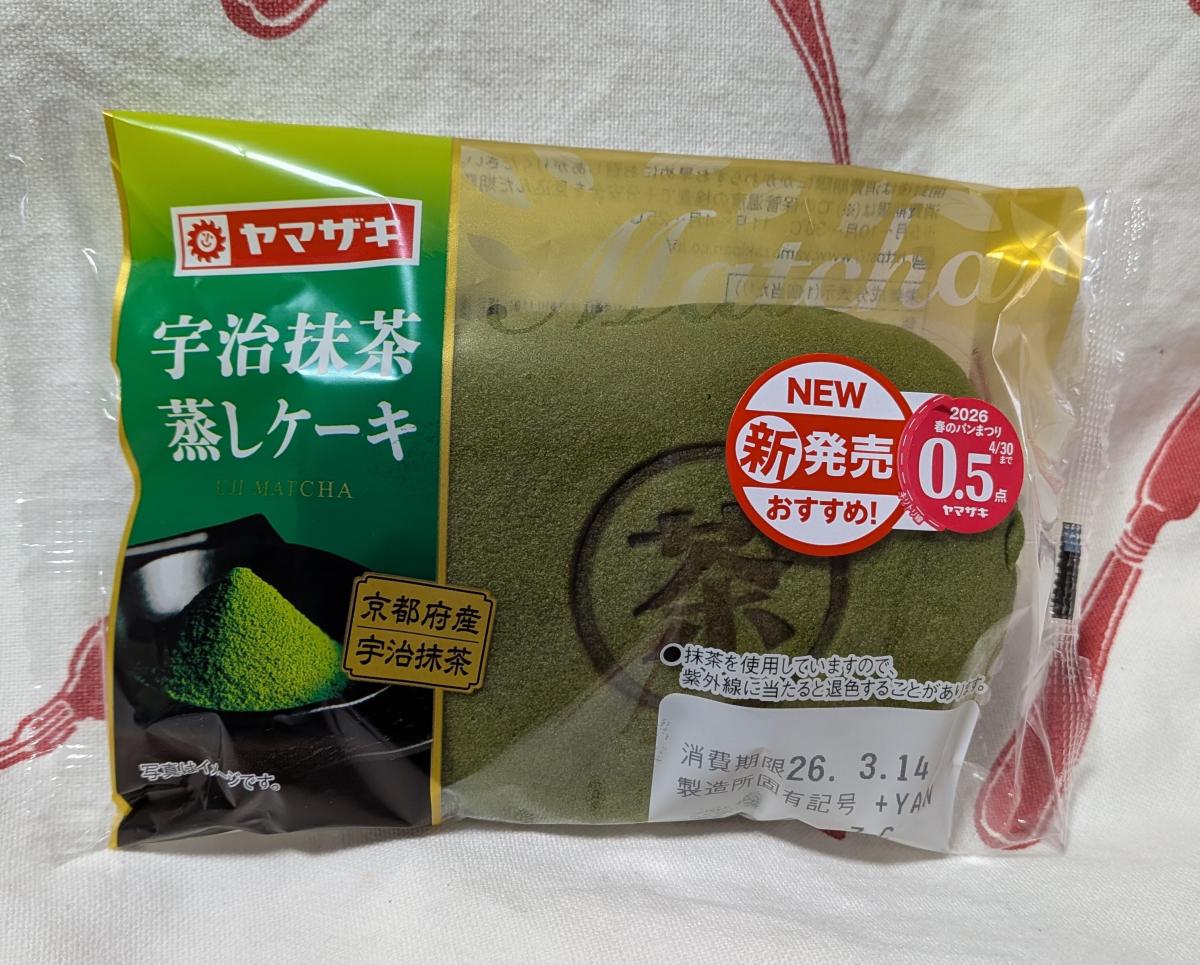 ヤマザキ
宇治抹茶
蒸しケーキ
UJI MATCHA
京都府産
宇治抹茶
写真はイメージです。
Matcha
茶
NEW
新発売
おすすめ!
2026
春のパンまつり
4/30
まで
0.5点
ヤマザキ
●抹茶を使用していますので、
紫外線に当たると退色することがあります。
消費期限26. 3.14
製造所固有記号 +YAN